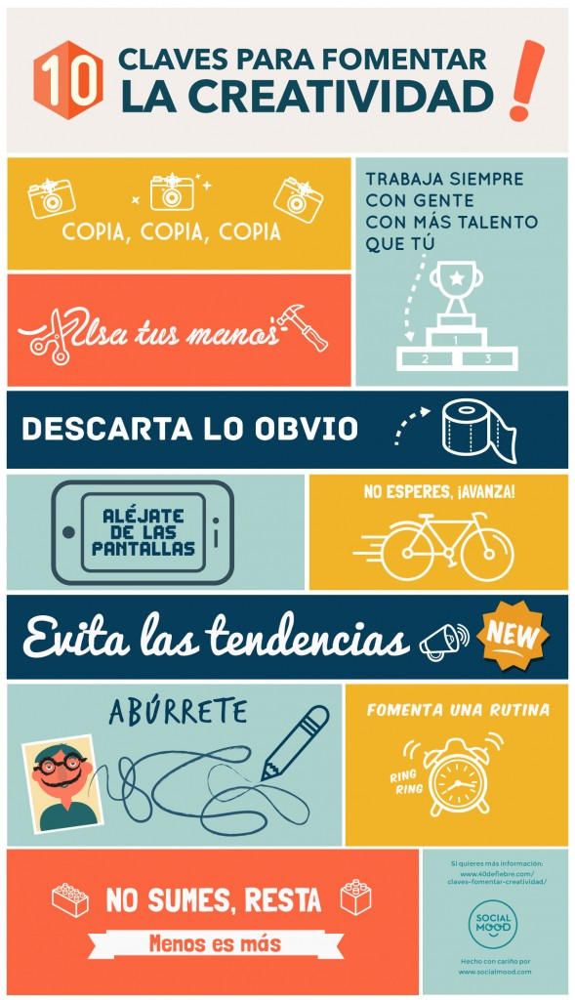 10
CLAVES PARA FOMENTAR
LA CREATIVIDAD!
COPIA, COPIA, COPIA
TRABAJA SIEMPRE
CON GENTE
CON MÁS TALENTO
QUE TÚ
1
2
3
Usa tus manos
DESCARTA LO OBVIO
ALÉJATE
DE LAS
PANTALLAS
NO ESPERES, ¡AVANZA!
Evita las tendencias
NEW
ABÚRRETE
FOMENTA UNA RUTINA
RING
RING
NO SUMES, RESTA
Menos es más
Si quieres más información:
www.40defiebre.com/
claves-fomentar-creatividad/
SOCIAL
MOOD
Hecho con cariño por
www.socialmood.com